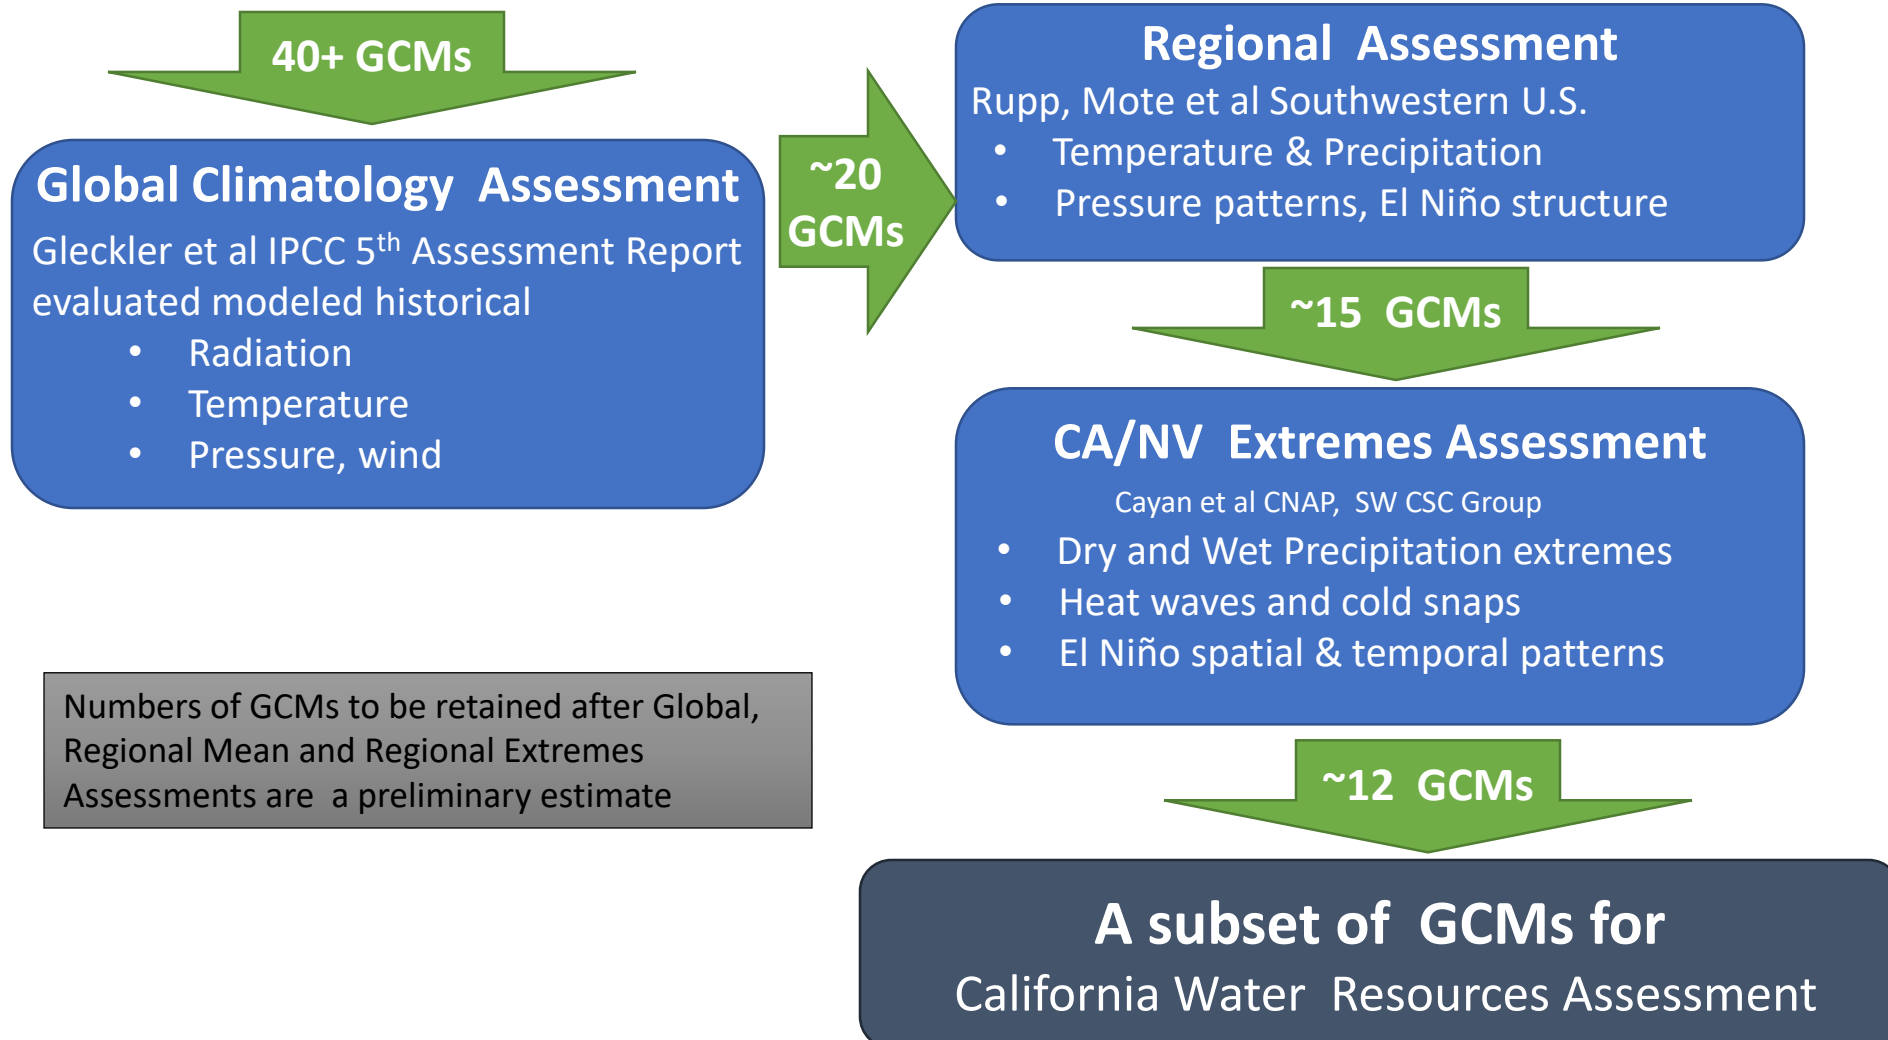 40+ GCMs
Global Climatology Assessment
Gleckler et al IPCC 5th Assessment Report
evaluated modeled historical
• Radiation
• Temperature
• Pressure, wind
~20
GCMs
Regional Assessment
Rupp, Mote et al Southwestern U.S.
• Temperature & Precipitation
• Pressure patterns, El Niño structure
~15 GCMs
CA/NV Extremes Assessment
Cayan et al CNAP, SW CSC Group
• Dry and Wet Precipitation extremes
• Heat waves and cold snaps
• El Niño spatial & temporal patterns
~12 GCMs
A subset of GCMs for
California Water Resources Assessment
Numbers of GCMs to be retained after Global,
Regional Mean and Regional Extremes
Assessments are a preliminary estimate